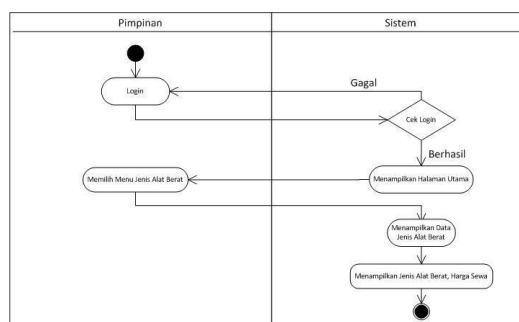 Pimpinan
Sistem
Login
Gagal
Cek Login
Berhasil
Memilih Menu Jenis Alat Berat
Menampilkan Halaman Utama
Menampilkan Data
Jenis Alat Berat
Menampilkan Jenis Alat Berat, Harga Sewa